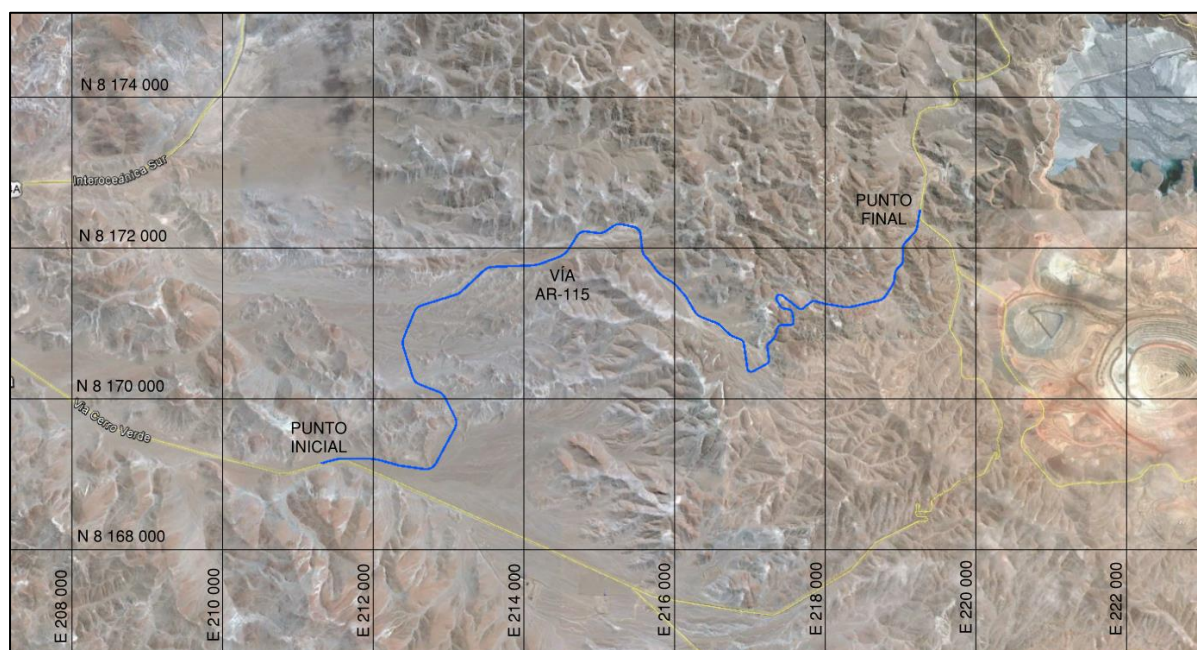 N 8 174 000
Interoceánica Sur
PUNTO
FINAL
N 8 172 000
VÍA
AR-115
N 8 170 000
Vía Cerro Verde
PUNTO
INICIAL
N 8 168 000
E 208 000
E 210 000
E 212 000
E 214 000
E 216 000
E 218 000
E 220 000
E 222 000